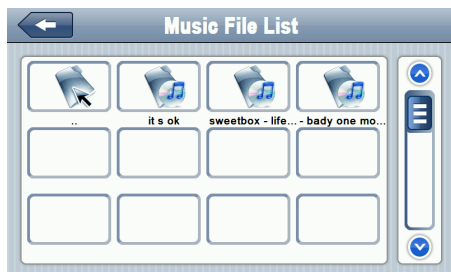 Music File List
..
it s ok
sweetbox - life...
- bady one mo...